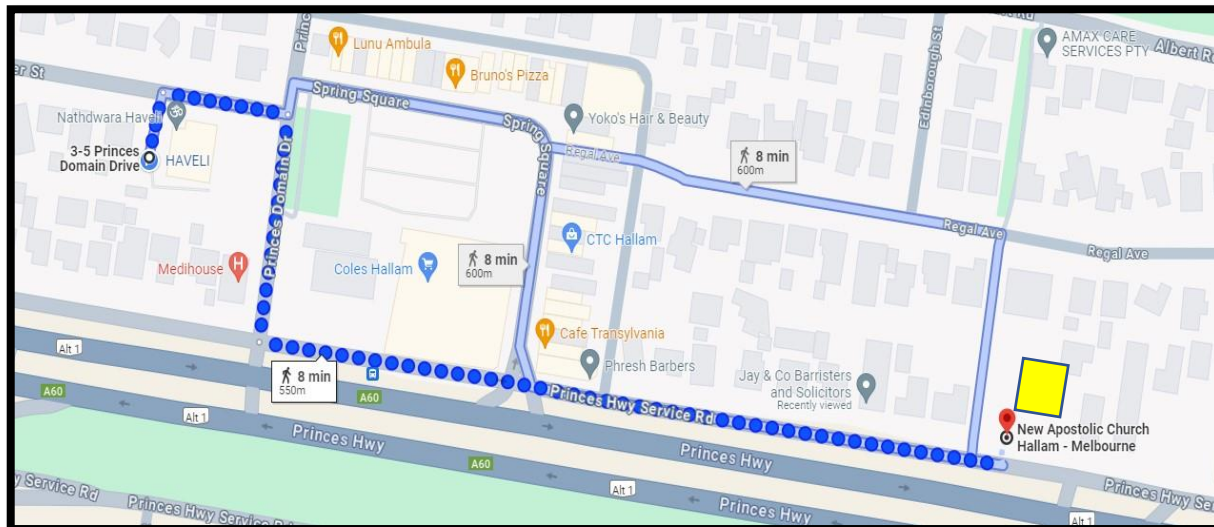 Lunu Ambula
Bruno's Pizza
AMAX CARE
SERVICES PTY
Albert
Edinborough St
er St
Princ
Spring Square
Nathdwara Haveli
3-5 Princes
Domain Drive
HAVELI
Spring Square
Yoko's Hair & Beauty
Regal Ave
8 min
600m
Princes Domain Dr
Medihouse
Coles Hallam
8 min
600m
CTC Hallam
Regal Ave
Regal Ave
Cafe Transylvania
Phresh Barbers
Jay & Co Barristers
and Solicitors
Recently viewed
New Apostolic Church
Hallam - Melbourne
Alt 1
8 min
550m
A60
A60
Princes Hwy Service Rd
Alt 1
Princes Hwy
Princes Hwy
A60
Alt 1
Princes Hwy
Princes Hwy Serv
Alt 1
y Service Rd
Princes Hwy Service R